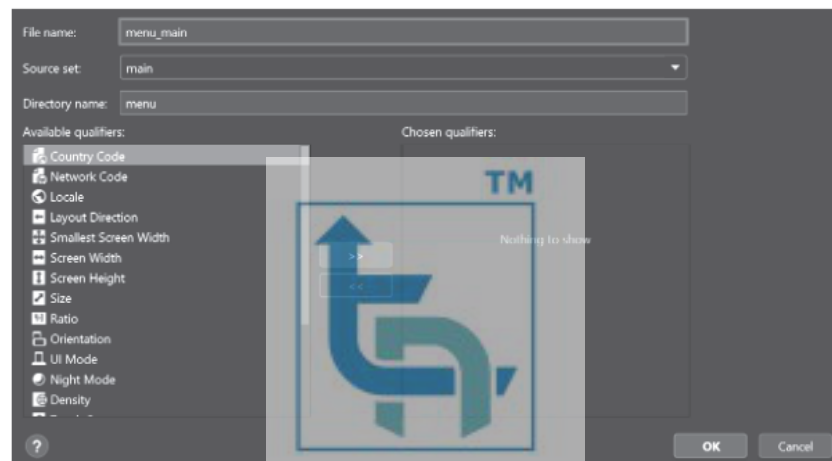 File name: menu_main
Source set: main
Directory name: menu
Available qualifiers: Chosen qualifiers:
Country Code
Network Code
Locale
Layout Direction
Smallest Screen Width
Screen Width
Screen Height
Size
Ratio
Orientation
UI Mode
Night Mode
Density
TM
Nothing to show
>>
<<
? OK Cancel